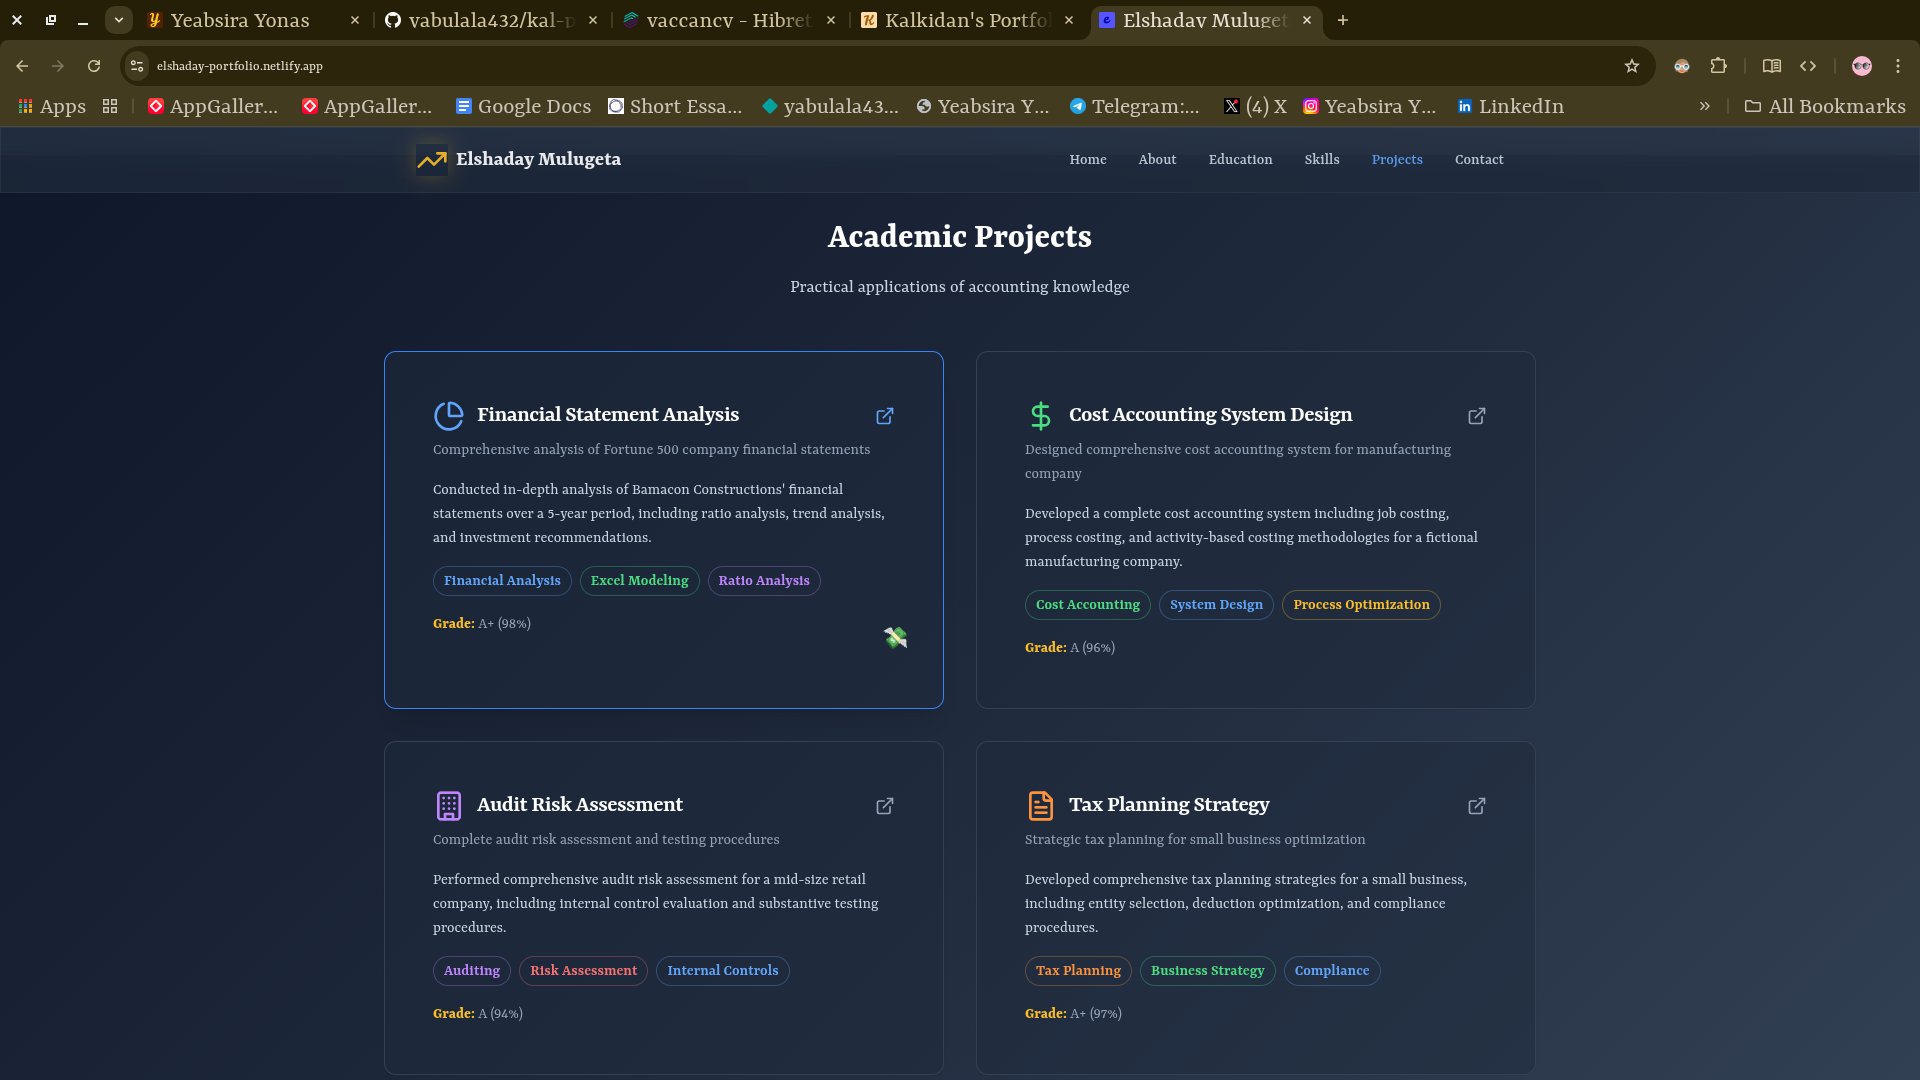 Yeabsira Yonas
yabulala432/kal-p
vaccancy - Hibret
Kalkidan's Portfol
Elshaday Muluget
elshaday-portfolio.netlify.app
Apps
AppGaller...
AppGaller...
Google Docs
Short Essa...
yabulala43...
Yeabsira Y...
Telegram:...
(4) X
Yeabsira Y...
LinkedIn
All Bookmarks
Elshaday Mulugeta
Home
About
Education
Skills
Projects
Contact
Academic Projects
Practical applications of accounting knowledge
Financial Statement Analysis
Comprehensive analysis of Fortune 500 company financial statements
Conducted in-depth analysis of Bamacon Constructions' financial
statements over a 5-year period, including ratio analysis, trend analysis,
and investment recommendations.
Financial Analysis
Excel Modeling
Ratio Analysis
Grade: A+ (98%)
Cost Accounting System Design
Designed comprehensive cost accounting system for manufacturing
company
Developed a complete cost accounting system including job costing,
process costing, and activity-based costing methodologies for a fictional
manufacturing company.
Cost Accounting
System Design
Process Optimization
Grade: A (96%)
Audit Risk Assessment
Complete audit risk assessment and testing procedures
Performed comprehensive audit risk assessment for a mid-size retail
company, including internal control evaluation and substantive testing
procedures.
Auditing
Risk Assessment
Internal Controls
Grade: A (94%)
Tax Planning Strategy
Strategic tax planning for small business optimization
Developed comprehensive tax planning strategies for a small business,
including entity selection, deduction optimization, and compliance
procedures.
Tax Planning
Business Strategy
Compliance
Grade: A+ (97%)